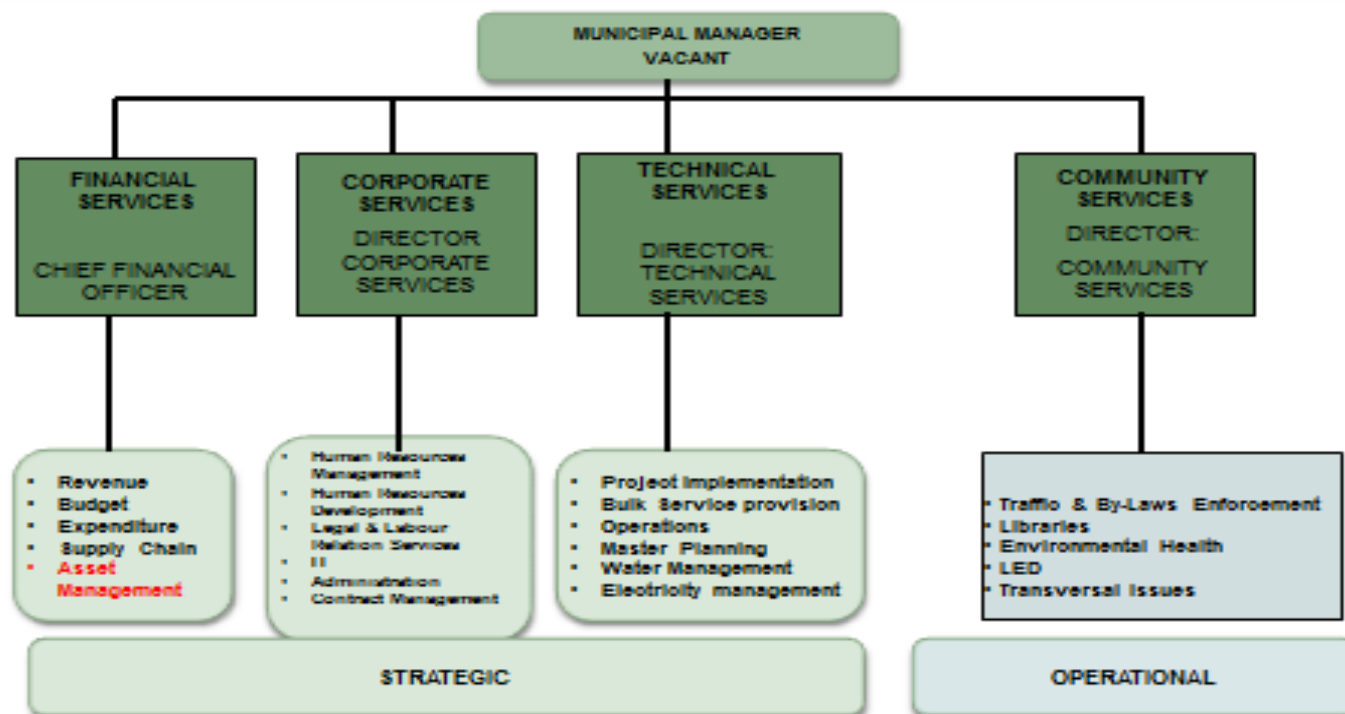 MUNICIPAL MANAGER
VACANT
FINANCIAL
SERVICES
CHIEF FINANCIAL
OFFICER
CORPORATE
SERVICES
DIRECTOR
CORPORATE
SERVICES
TECHNICAL
SERVICES
DIRECTOR:
TECHNICAL
SERVICES
COMMUNITY
SERVICES
DIRECTOR:
COMMUNITY
SERVICES
• Revenue
• Budget
• Expenditure
• Supply Chain
• Asset
Management
• Human Resources
Management
• Human Resources
Development
• Legal & Labour
Relation Services
• IT
• Administration
• Contract Management
• Project Implementation
• Bulk Service provision
• Operations
• Master Planning
• Water Management
• Electricity management
• Traffic & By-Laws Enforcement
• Libraries
• Environmental Health
• LED
• Transversal Issues
STRATEGIC
OPERATIONAL